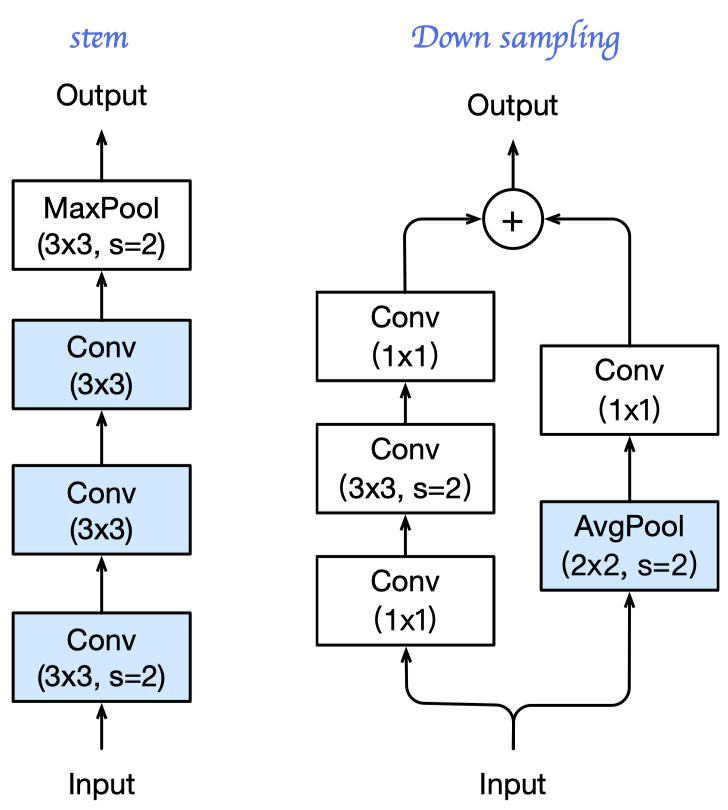 stem
Output
MaxPool
(3x3, s=2)
Conv
(3x3)
Conv
(3x3)
Conv
(3x3, s=2)
Input
Down sampling
Output
+
Conv
(1x1)
Conv
(3x3, s=2)
Conv
(1x1)
Conv
(1x1)
AvgPool
(2x2, s=2)
Input